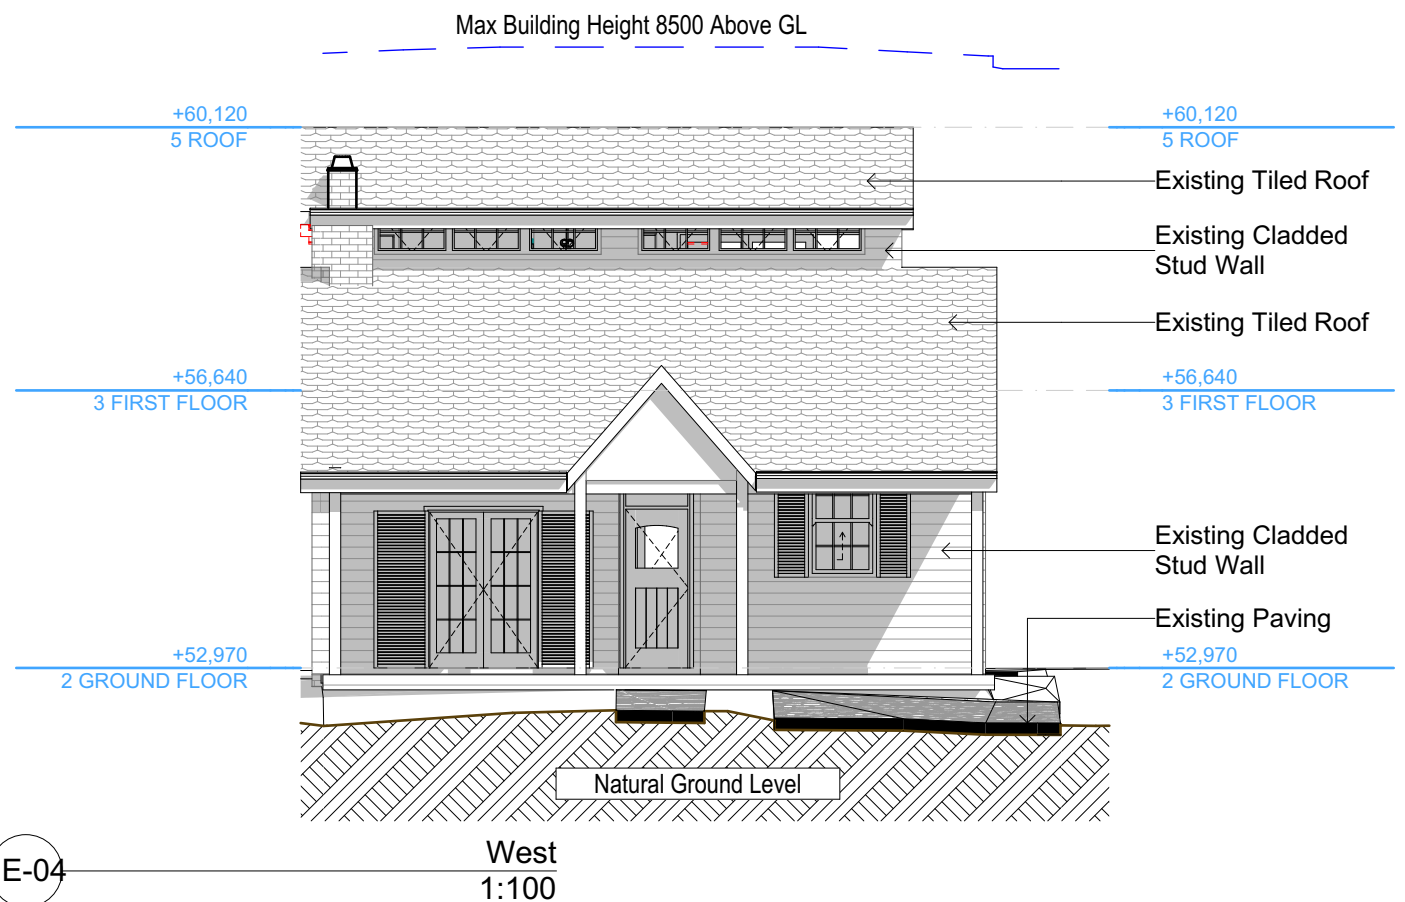 Max Building Height 8500 Above GL
+60,120
5 ROOF
+60,120
5 ROOF
Existing Tiled Roof
Existing Cladded
Stud Wall
Existing Tiled Roof
+56,640
3 FIRST FLOOR
+56,640
3 FIRST FLOOR
Existing Cladded
Stud Wall
Existing Paving
+52,970
2 GROUND FLOOR
+52,970
2 GROUND FLOOR
Natural Ground Level
E-04
West
1:100